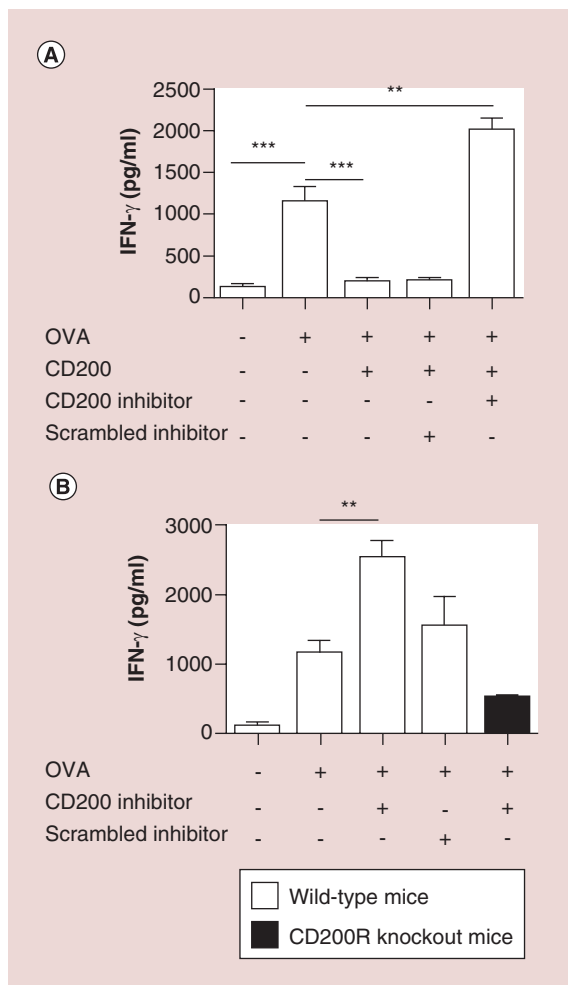 A
2500
2000
1500
1000
500
0
IFN-γ (pg/ml)
***
***
**
OVA - + + + +
CD200 - - + + +
CD200 inhibitor - - - - +
Scrambled inhibitor - - - + -
B
3000
2000
1000
0
IFN-γ (pg/ml)
**
OVA - + + + +
CD200 inhibitor - - + - +
Scrambled inhibitor - - - + -
Wild-type mice
CD200R knockout mice